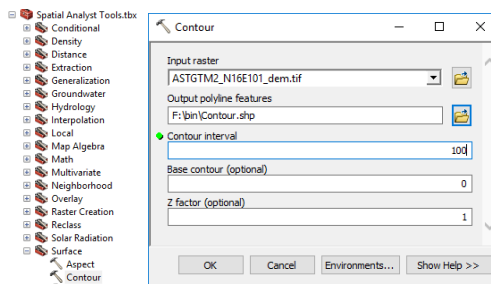 Spatial Analyst Tools.tbx
Conditional
Density
Distance
Extraction
Generalization
Groundwater
Hydrology
Interpolation
Local
Map Algebra
Math
Multivariate
Neighborhood
Overlay
Raster Creation
Reclass
Solar Radiation
Surface
Aspect
Contour
Contour
Input raster
ASTGTM2_N16E101_dem.tif
Output polyline features
F:\bin\Contour.shp
Contour interval
100
Base contour (optional)
0
Z factor (optional)
1
OK Cancel Environments... Show Help >>